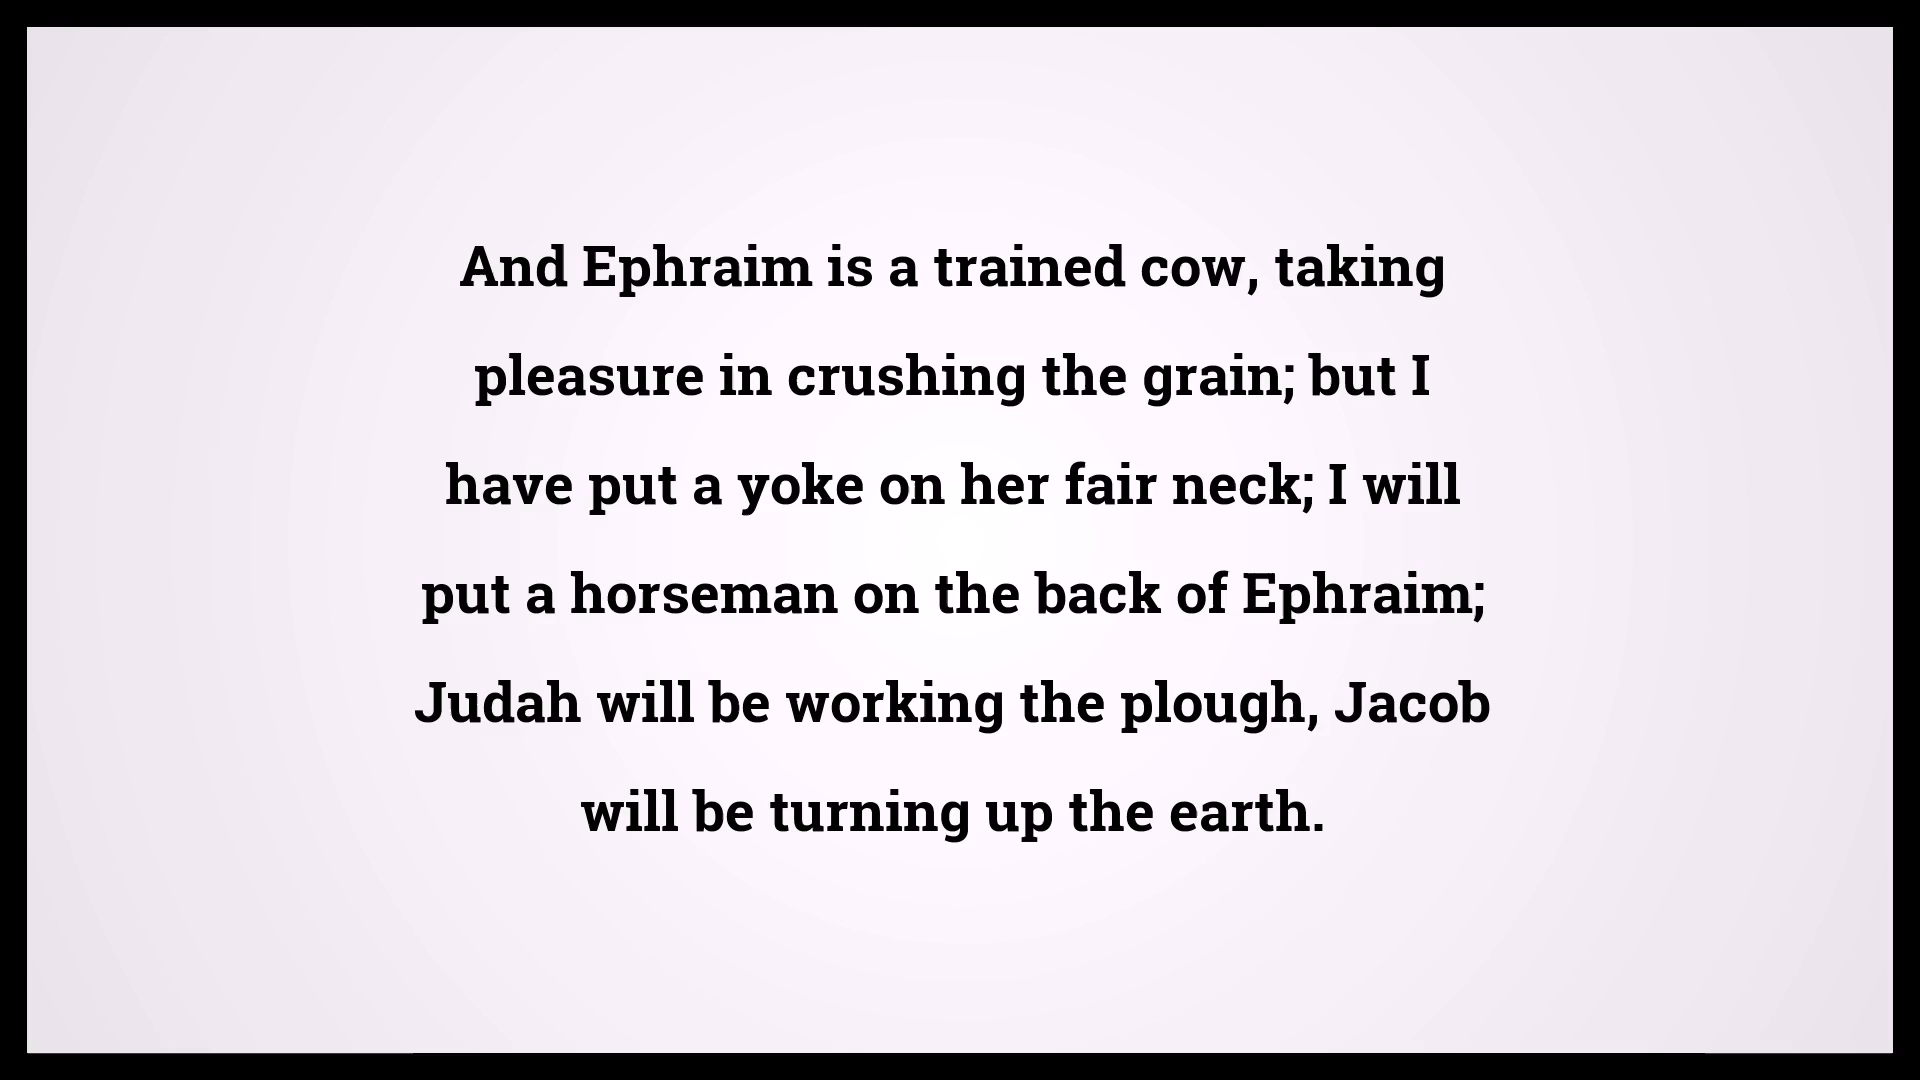 And Ephraim is a trained cow, taking
pleasure in crushing the grain; but I
have put a yoke on her fair neck; I will
put a horseman on the back of Ephraim;
Judah will be working the plough, Jacob
will be turning up the earth.